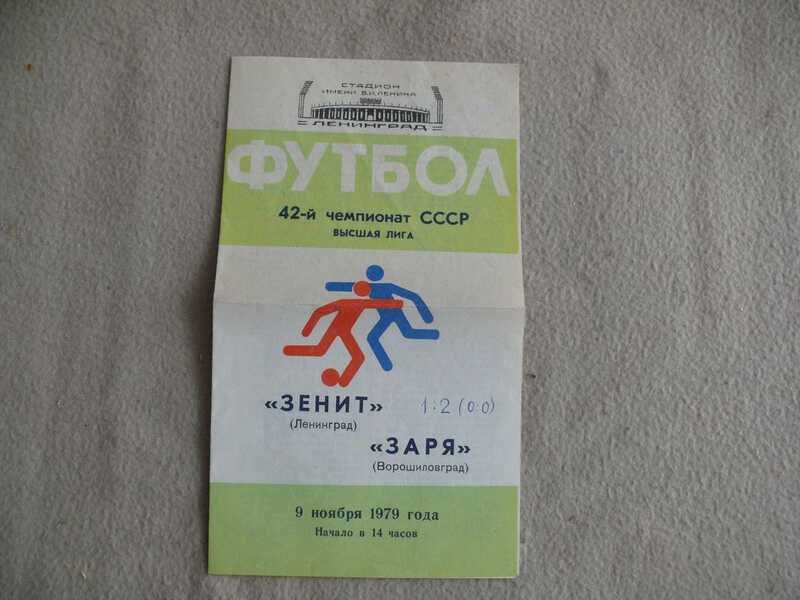 СТАДИОН
ИМЕНИ В.И.ЛЕНИНА
ЛЕНИНГРАД
ФУТБОЛ
42-й чемпионат СССР
ВЫСШАЯ ЛИГА
«ЗЕНИТ» 1:2 (0:0)
(Ленинград)
«ЗАРЯ»
(Ворошиловград)
9 ноября 1979 года
Начало в 14 часов